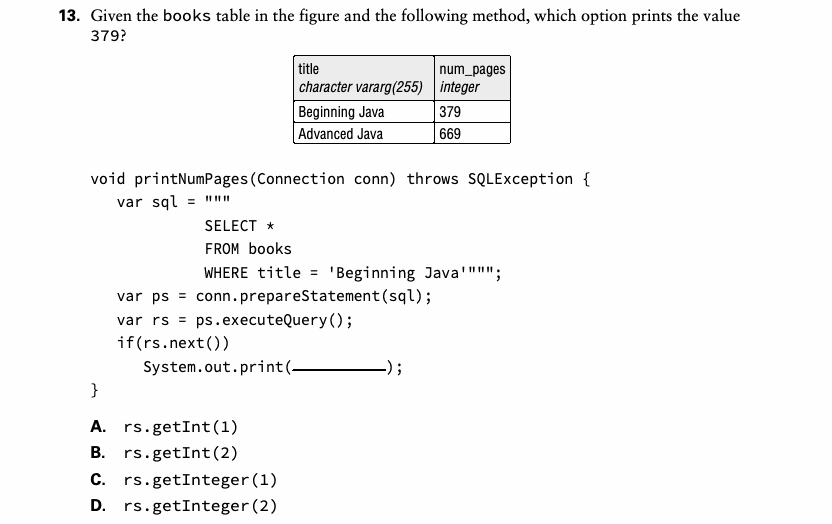 13. Given the books table in the figure and the following method, which option prints the value
379?
title num_pages
character vararg(255) integer
Beginning Java 379
Advanced Java 669
void printNumPages(Connection conn) throws SQLException {
   var sql = """
             SELECT *
             FROM books
             WHERE title = 'Beginning Java'""";
   var ps = conn.prepareStatement(sql);
   var rs = ps.executeQuery();
   if(rs.next())
      System.out.print(__________);
}
A. rs.getInt(1)
B. rs.getInt(2)
C. rs.getInteger(1)
D. rs.getInteger(2)